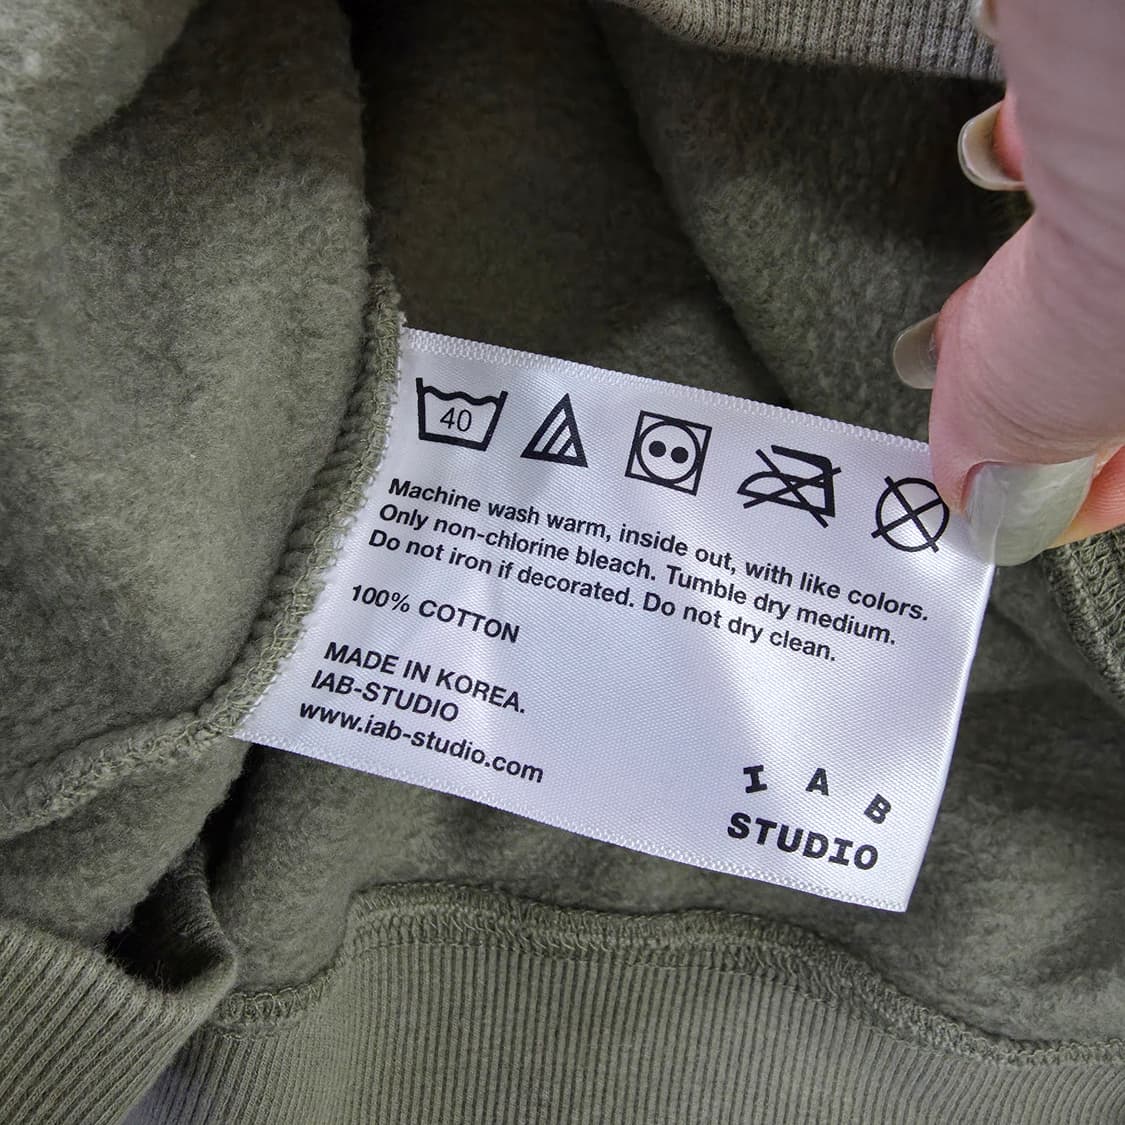 40
Machine wash warm, inside out, with like colors.
Only non-chlorine bleach. Tumble dry medium.
Do not iron if decorated. Do not dry clean.
100% COTTON
MADE IN KOREA.
IAB-STUDIO
www.iab-studio.com
I A B
STUDIO